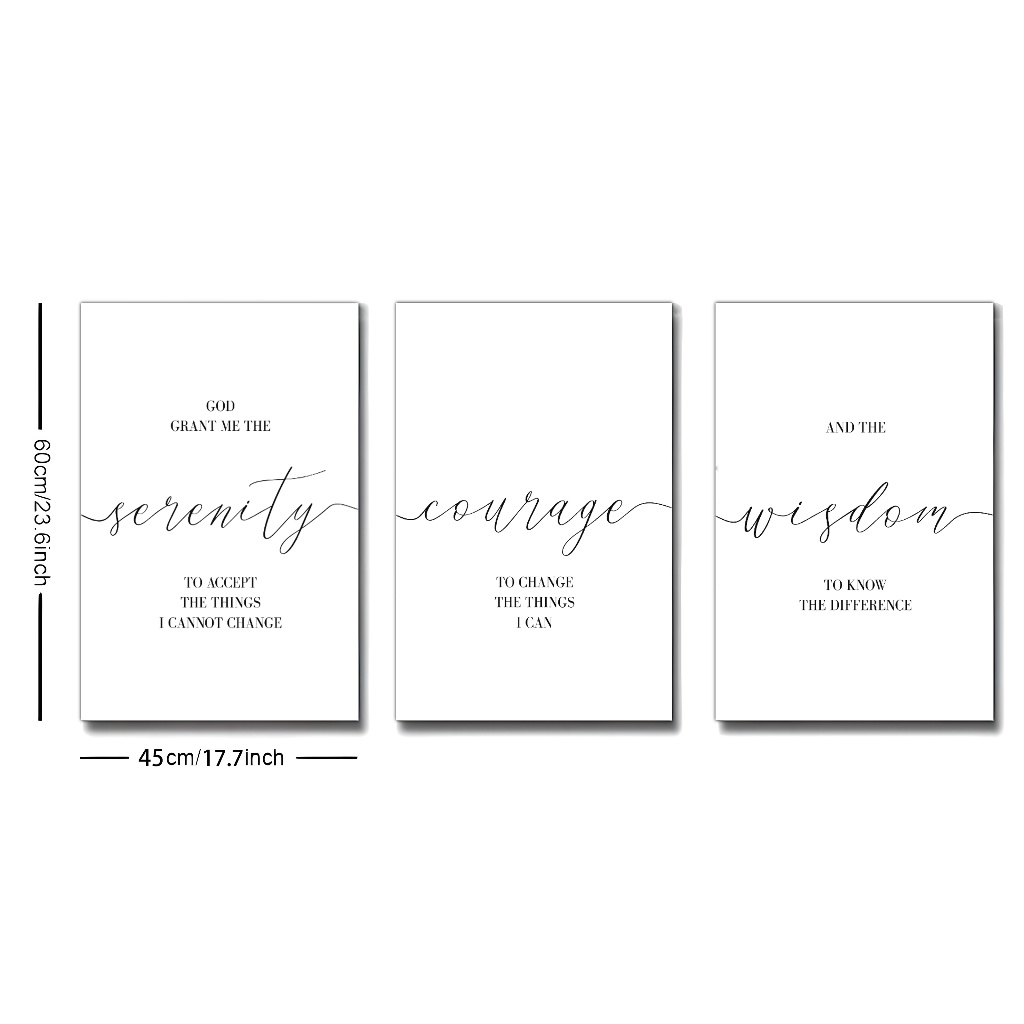 GOD
GRANT ME THE
serenity
TO ACCEPT
THE THINGS
I CANNOT CHANGE
courage
TO CHANGE
THE THINGS
I CAN
AND THE
wisdom
TO KNOW
THE DIFFERENCE
60cm/23.6inch
45cm/17.7inch